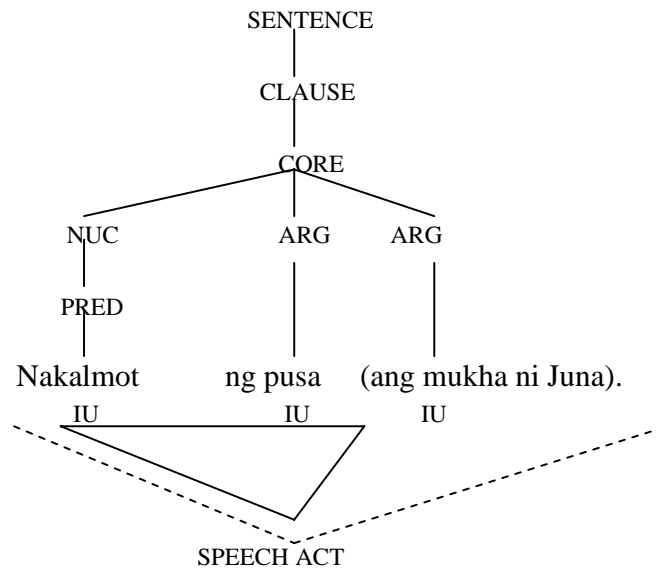 SENTENCE
CLAUSE
CORE
NUC ARG ARG
PRED
Nakalmot ng pusa (ang mukha ni Juna).
IU IU IU
SPEECH ACT